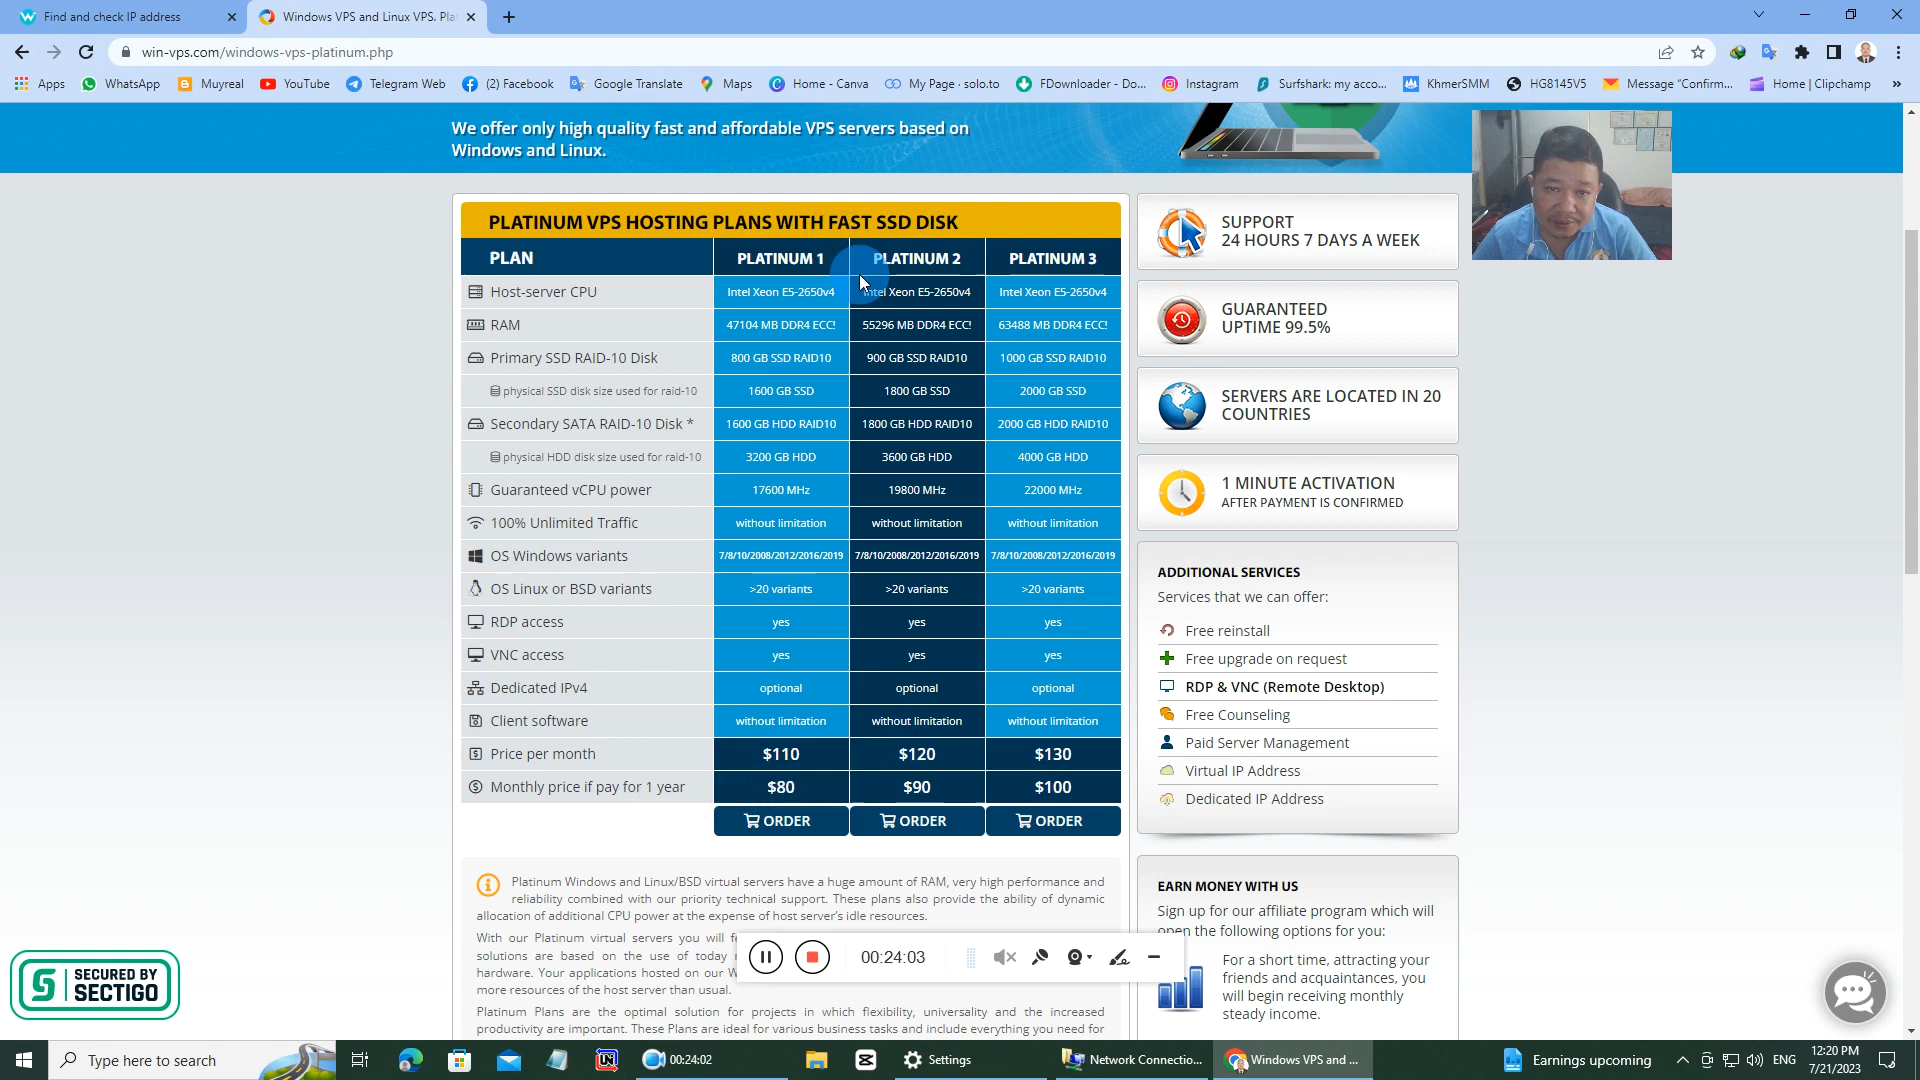 Find and check IP address
Windows VPS and Linux VPS. Pla
win-vps.com/windows-vps-platinum.php
Apps
WhatsApp
Muyreal
YouTube
Telegram Web
(2) Facebook
Google Translate
Maps
Home - Canva
My Page · solo.to
FDownloader - Do...
Instagram
Surfshark: my acco...
KhmerSMM
HG8145V5
Message "Confirm...
Home | Clipchamp
»
We offer only high quality fast and affordable VPS servers based on
Windows and Linux.
PLATINUM VPS HOSTING PLANS WITH FAST SSD DISK
PLAN PLATINUM 1 PLATINUM 2 PLATINUM 3
Host-server CPU Intel Xeon E5-2650v4 Intel Xeon E5-2650v4 Intel Xeon E5-2650v4
RAM 47104 MB DDR4 ECC! 55296 MB DDR4 ECC! 63488 MB DDR4 ECC!
Primary SSD RAID-10 Disk 800 GB SSD RAID10 900 GB SSD RAID10 1000 GB SSD RAID10
physical SSD disk size used for raid-10 1600 GB SSD 1800 GB SSD 2000 GB SSD
Secondary SATA RAID-10 Disk * 1600 GB HDD RAID10 1800 GB HDD RAID10 2000 GB HDD RAID10
physical HDD disk size used for raid-10 3200 GB HDD 3600 GB HDD 4000 GB HDD
Guaranteed vCPU power 17600 MHz 19800 MHz 22000 MHz
100% Unlimited Traffic without limitation without limitation without limitation
OS Windows variants 7/8/10/2008/2012/2016/2019 7/8/10/2008/2012/2016/2019 7/8/10/2008/2012/2016/2019
OS Linux or BSD variants >20 variants >20 variants >20 variants
RDP access yes yes yes
VNC access yes yes yes
Dedicated IPv4 optional optional optional
Client software without limitation without limitation without limitation
Price per month $110 $120 $130
Monthly price if pay for 1 year $80 $90 $100
ORDER ORDER ORDER
Platinum Windows and Linux/BSD virtual servers have a huge amount of RAM, very high performance and
reliability combined with our priority technical support. These plans also provide the ability of dynamic
allocation of additional CPU power at the expense of host server's idle resources.
With our Platinum virtual servers you will fe
solutions are based on the use of today
hardware. Your applications hosted on our W
more resources of the host server than usual.
Platinum Plans are the optimal solution for projects in which flexibility, universality and the increased
productivity are important. These Plans are ideal for various business tasks and include everything you need for
SUPPORT
24 HOURS 7 DAYS A WEEK
GUARANTEED
UPTIME 99.5%
SERVERS ARE LOCATED IN 20
COUNTRIES
1 MINUTE ACTIVATION
AFTER PAYMENT IS CONFIRMED
ADDITIONAL SERVICES
Services that we can offer:
Free reinstall
Free upgrade on request
RDP & VNC (Remote Desktop)
Free Counseling
Paid Server Management
Virtual IP Address
Dedicated IP Address
EARN MONEY WITH US
Sign up for our affiliate program which will
open the following options for you:
For a short time, attracting your
friends and acquaintances, you
will begin receiving monthly
steady income.
00:24:03
SECURED BY
SECTIGO
Type here to search
00:24:02
Settings
Network Connectio...
Windows VPS and ...
Earnings upcoming
ENG
12:20 PM
7/21/2023